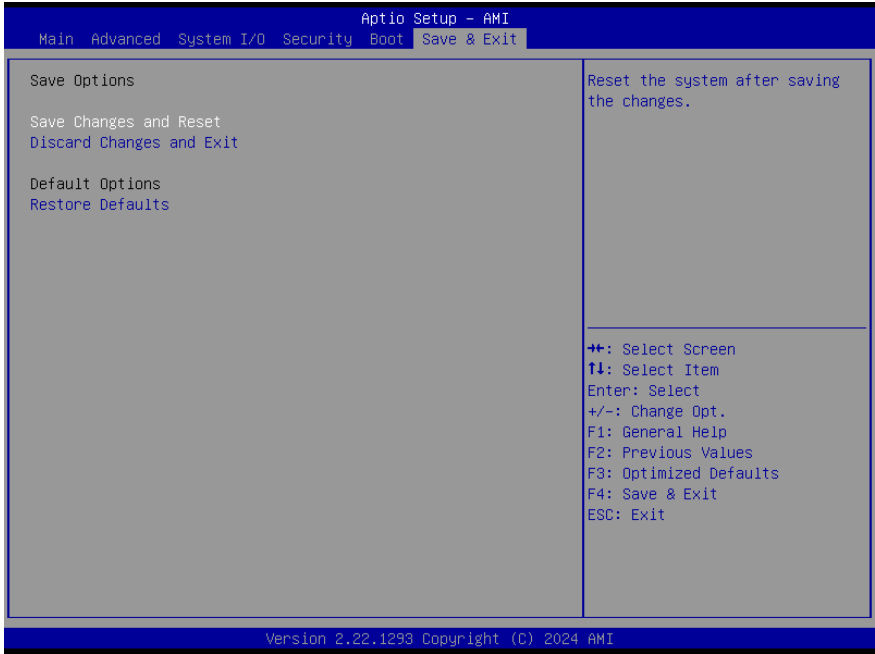 Aptio Setup – AMI
Main Advanced System I/O Security Boot Save & Exit
Save Options
Save Changes and Reset
Discard Changes and Exit
Default Options
Restore Defaults
Reset the system after saving
the changes.
→←: Select Screen
↑↓: Select Item
Enter: Select
+/-: Change Opt.
F1: General Help
F2: Previous Values
F3: Optimized Defaults
F4: Save & Exit
ESC: Exit
Version 2.22.1293 Copyright (C) 2024 AMI